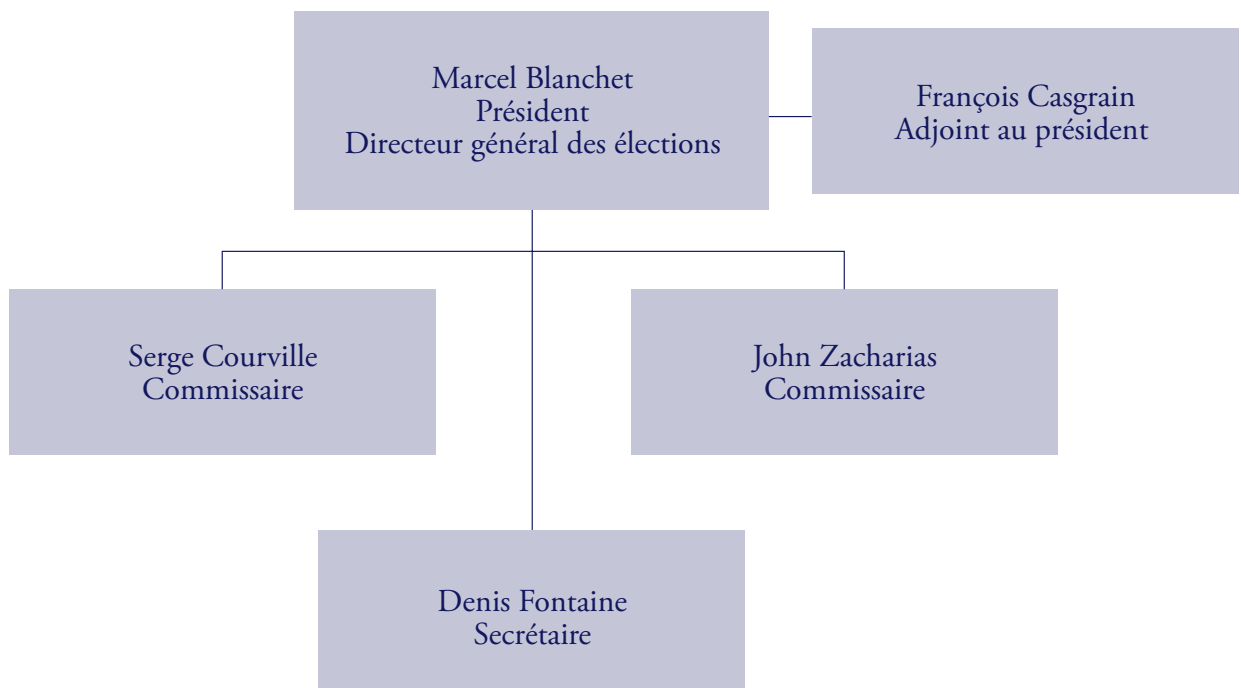 Marcel Blanchet
Président
Directeur général des élections
François Casgrain
Adjoint au président
Serge Courville
Commissaire
John Zacharias
Commissaire
Denis Fontaine
Secrétaire